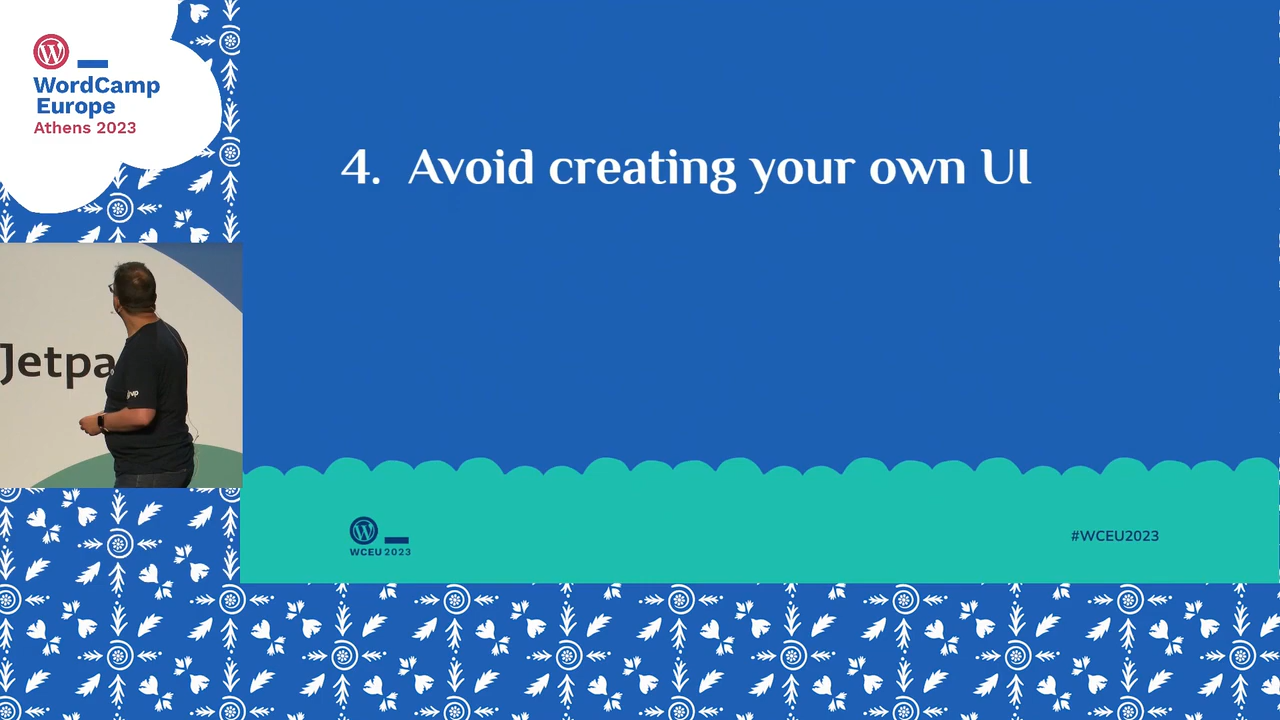 WordCamp
Europe
Athens 2023
4. Avoid creating your own UI
Jetpa
WCEU 2023
#WCEU2023